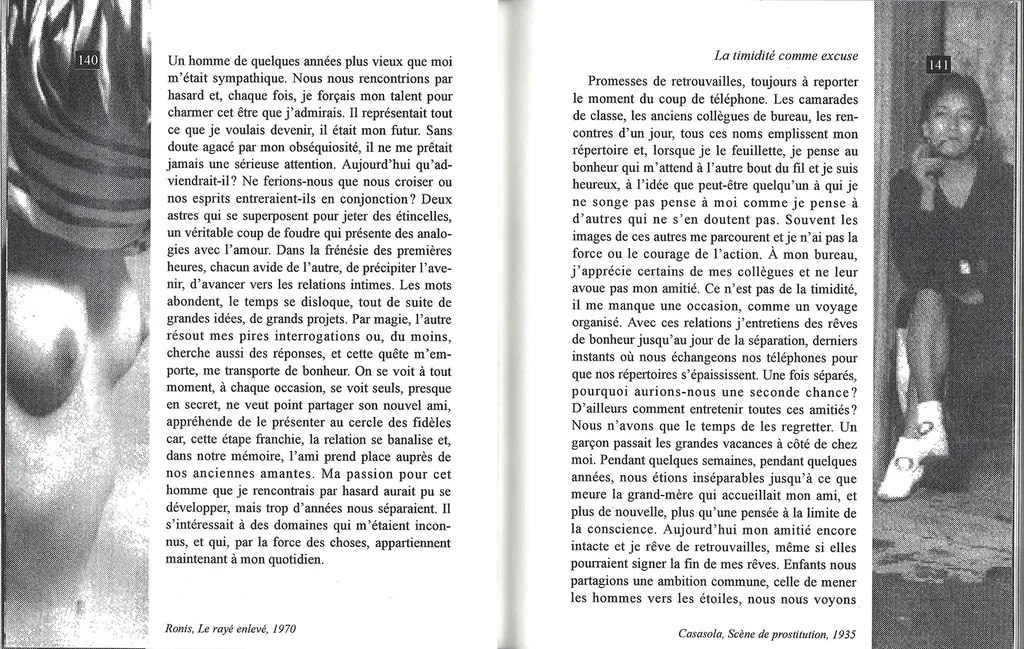 140
Un homme de quelques années plus vieux que moi
m'était sympathique. Nous nous rencontrions par
hasard et, chaque fois, je forçais mon talent pour
charmer cet être que j'admirais. Il représentait tout
ce que je voulais devenir, il était mon futur. Sans
doute agacé par mon obséquiosité, il ne me prêtait
jamais une sérieuse attention. Aujourd'hui qu'ad-
viendrait-il ? Ne ferions-nous que nous croiser ou
nos esprits entreraient-ils en conjonction ? Deux
astres qui se superposent pour jeter des étincelles,
un véritable coup de foudre qui présente des analo-
gies avec l'amour. Dans la frénésie des premières
heures, chacun avide de l'autre, de précipiter l'ave-
nir, d'avancer vers les relations intimes. Les mots
abondent, le temps se disloque, tout de suite de
grandes idées, de grands projets. Par magie, l'autre
résout mes pires interrogations ou, du moins,
cherche aussi des réponses, et cette quête m'em-
porte, me transporte de bonheur. On se voit à tout
moment, à chaque occasion, se voit seuls, presque
en secret, ne veut point partager son nouvel ami,
appréhende de le présenter au cercle des fidèles
car, cette étape franchie, la relation se banalise et,
dans notre mémoire, l'ami prend place auprès de
nos anciennes amantes. Ma passion pour cet
homme que je rencontrais par hasard aurait pu se
développer, mais trop d'années nous séparaient. Il
s'intéressait à des domaines qui m'étaient incon-
nus, et qui, par la force des choses, appartiennent
maintenant à mon quotidien.
Ronis, Le rayé enlevé, 1970
La timidité comme excuse
141
Promesses de retrouvailles, toujours à reporter
le moment du coup de téléphone. Les camarades
de classe, les anciens collègues de bureau, les ren-
contres d'un jour, tous ces noms emplissent mon
répertoire et, lorsque je le feuillette, je pense au
bonheur qui m'attend à l'autre bout du fil et je suis
heureux, à l'idée que peut-être quelqu'un à qui je
ne songe pas pense à moi comme je pense à
d'autres qui ne s'en doutent pas. Souvent les
images de ces autres me parcourent et je n'ai pas la
force ou le courage de l'action. À mon bureau,
j'apprécie certains de mes collègues et ne leur
avoue pas mon amitié. Ce n'est pas de la timidité,
il me manque une occasion, comme un voyage
organisé. Avec ces relations j'entretiens des rêves
de bonheur jusqu'au jour de la séparation, derniers
instants où nous échangeons nos téléphones pour
que nos répertoires s'épaississent. Une fois séparés,
pourquoi aurions-nous une seconde chance ?
D'ailleurs comment entretenir toutes ces amitiés ?
Nous n'avons que le temps de les regretter. Un
garçon passait les grandes vacances à côté de chez
moi. Pendant quelques semaines, pendant quelques
années, nous étions inséparables jusqu'à ce que
meure la grand-mère qui accueillait mon ami, et
plus de nouvelle, plus qu'une pensée à la limite de
la conscience. Aujourd'hui mon amitié encore
intacte et je rêve de retrouvailles, même si elles
pourraient signer la fin de mes rêves. Enfants nous
partagions une ambition commune, celle de mener
les hommes vers les étoiles, nous nous voyons
Casasola, Scène de prostitution, 1935